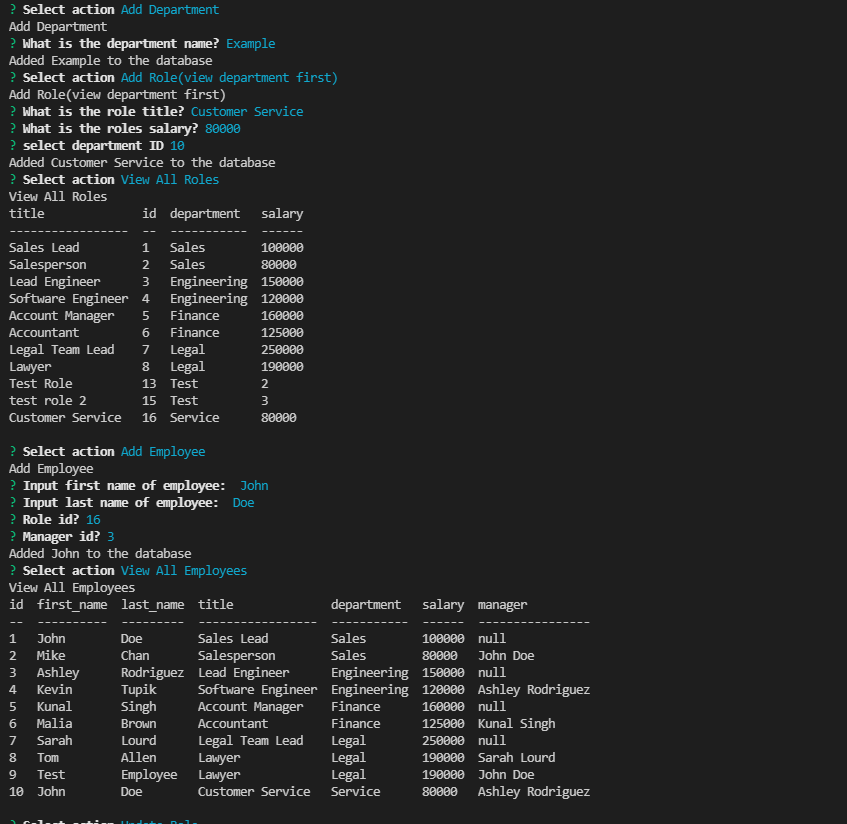 ? Select action Add Department
Add Department
? What is the department name? Example
Added Example to the database
? Select action Add Role(view department first)
Add Role(view department first)
? What is the role title? Customer Service
? What is the roles salary? 80000
? select department ID 10
Added Customer Service to the database
? Select action View All Roles
View All Roles
title              id  department   salary
-----------------  --  -----------  ------
Sales Lead         1   Sales        100000
Salesperson        2   Sales        80000
Lead Engineer      3   Engineering  150000
Software Engineer  4   Engineering  120000
Account Manager    5   Finance      160000
Accountant         6   Finance      125000
Legal Team Lead    7   Legal        250000
Lawyer             8   Legal        190000
Test Role          13  Test         2
test role 2        15  Test         3
Customer Service   16  Service      80000
? Select action Add Employee
Add Employee
? Input first name of employee:  John
? Input last name of employee:  Doe
? Role id? 16
? Manager id? 3
Added John to the database
? Select action View All Employees
View All Employees
id  first_name  last_name  title              department   salary  manager
--  ----------  ---------  -----------------  -----------  ------  ----------------
1   John        Doe        Sales Lead         Sales        100000  null
2   Mike        Chan       Salesperson        Sales        80000   John Doe
3   Ashley      Rodriguez  Lead Engineer      Engineering  150000  null
4   Kevin       Tupik      Software Engineer  Engineering  120000  Ashley Rodriguez
5   Kunal       Singh      Account Manager    Finance      160000  null
6   Malia       Brown      Accountant         Finance      125000  Kunal Singh
7   Sarah       Lourd      Legal Team Lead    Legal        250000  null
8   Tom         Allen      Lawyer             Legal        190000  Sarah Lourd
9   Test        Employee   Lawyer             Legal        190000  John Doe
10  John        Doe        Customer Service   Service      80000   Ashley Rodriguez
? Select action Update Role